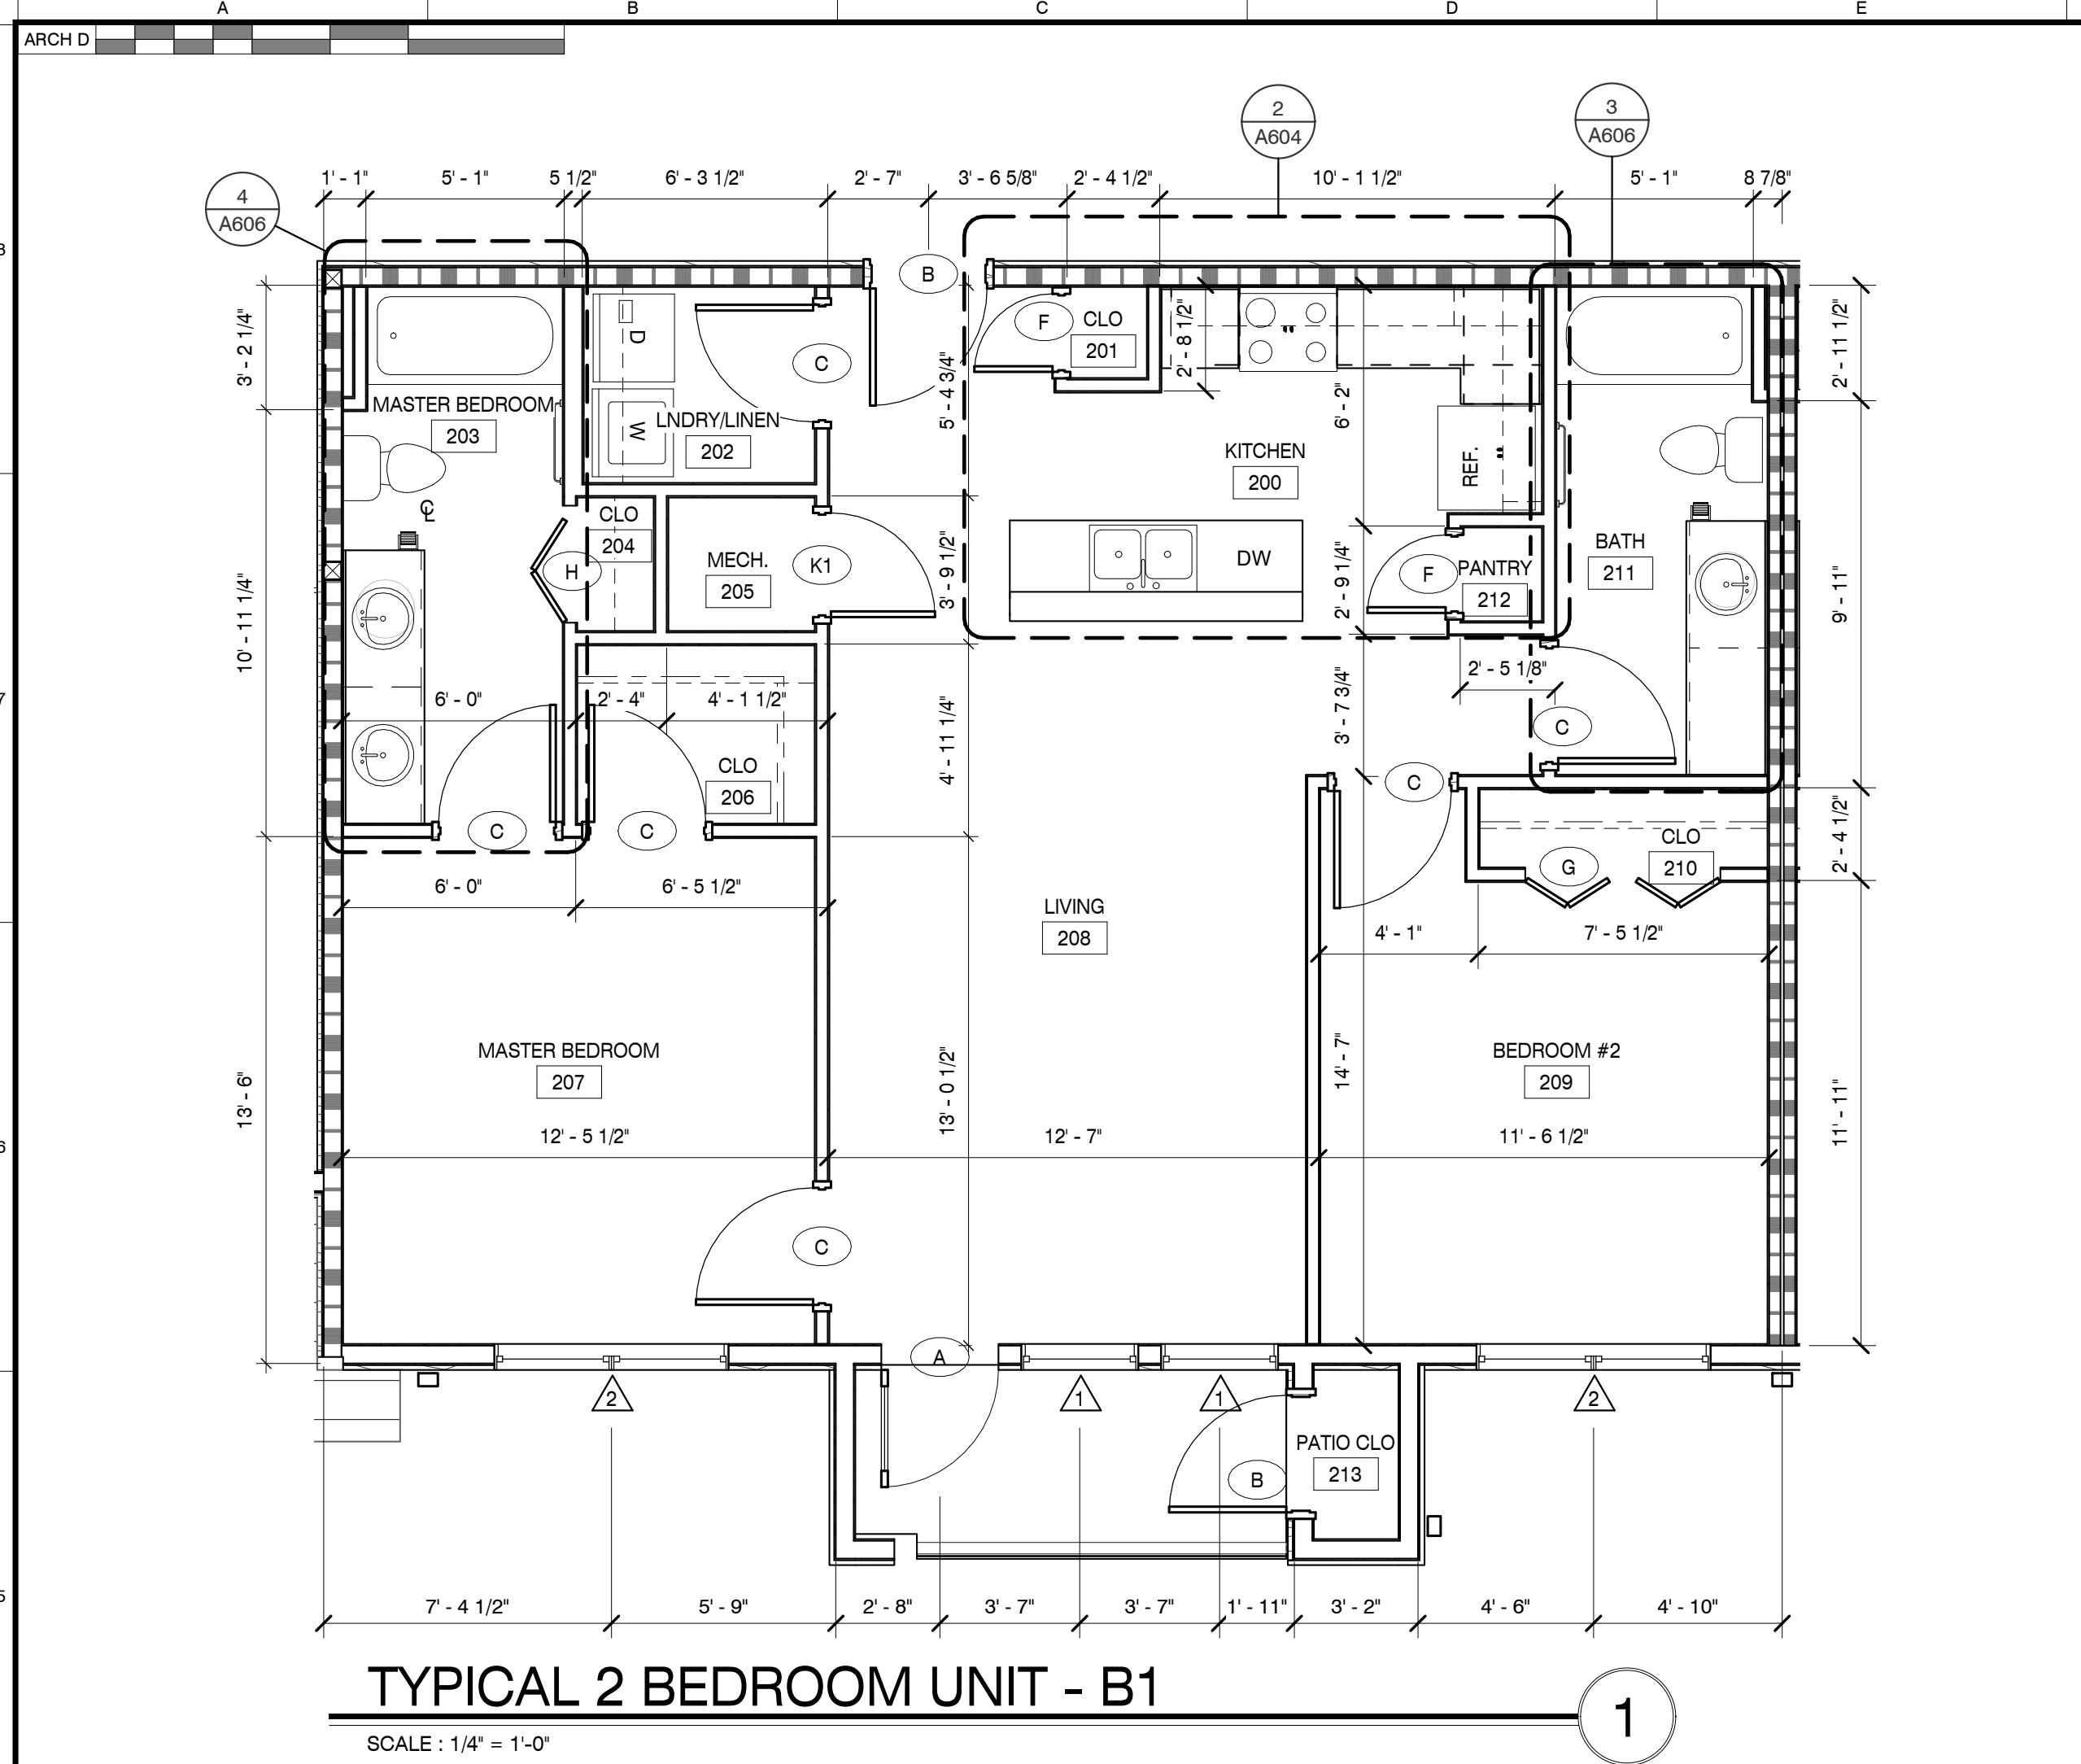 A B C D E
ARCH D
2
A604
3
A606
4
A606
1' - 1" 5' - 1" 5 1/2" 6' - 3 1/2" 2' - 7" 3' - 6 5/8" 2' - 4 1/2" 10' - 1 1/2" 5' - 1" 8 7/8"
8
B
3' - 2 1/4"
D
C
5' - 4 3/4"
F
CLO
201
2' - 8 1/2"
6' - 2"
2' - 11 1/2"
MASTER BEDROOM
203
W
LNDRY/LINEN
202
KITCHEN
200
REF.
CL
CLO
204
H
MECH.
205
K1
3' - 9 1/2"
DW
2' - 9 1/4"
F
PANTRY
212
BATH
211
9' - 11"
10' - 11 1/4"
7
6' - 0" 2' - 4" 4' - 1 1/2"
4' - 11 1/4"
3' - 7 3/4"
2' - 5 1/8"
C
CLO
206
C
C
C
CLO
210
G
2' - 4 1/2"
6' - 0" 6' - 5 1/2"
LIVING
208
4' - 1" 7' - 5 1/2"
MASTER BEDROOM
207
BEDROOM #2
209
13' - 6"
13' - 0 1/2"
14' - 7"
11' - 11"
6
12' - 5 1/2" 12' - 7" 11' - 6 1/2"
C
A
2 1 1 2
PATIO CLO
213
B
5
7' - 4 1/2" 5' - 9" 2' - 8" 3' - 7" 3' - 7" 1' - 11" 3' - 2" 4' - 6" 4' - 10"
TYPICAL 2 BEDROOM UNIT - B1
1
SCALE : 1/4" = 1'-0"